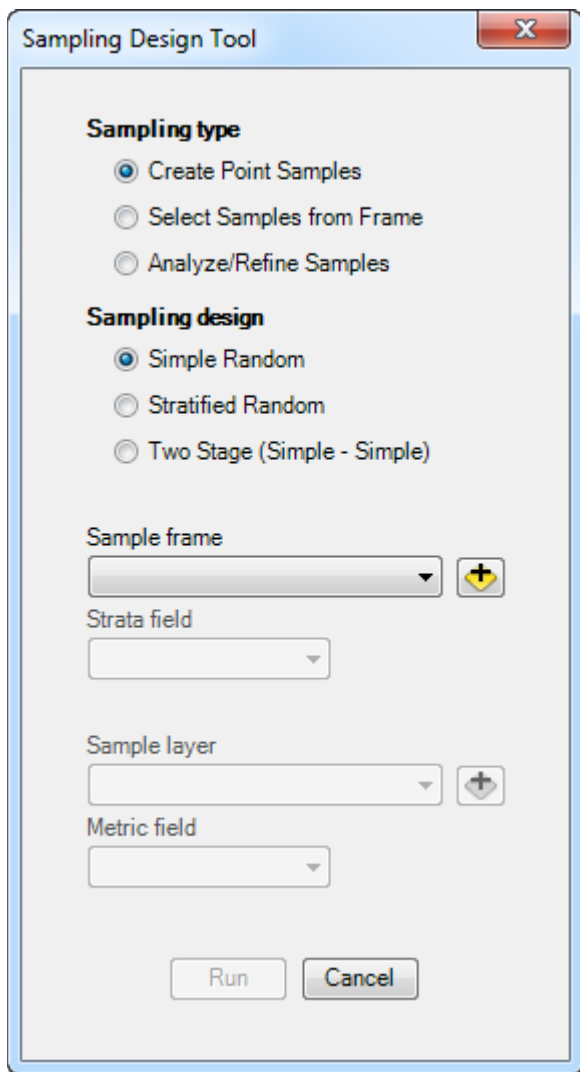 Sampling Design Tool
Sampling type
Create Point Samples
Select Samples from Frame
Analyze/Refine Samples
Sampling design
Simple Random
Stratified Random
Two Stage (Simple - Simple)
Sample frame
Strata field
Sample layer
Metric field
Run Cancel